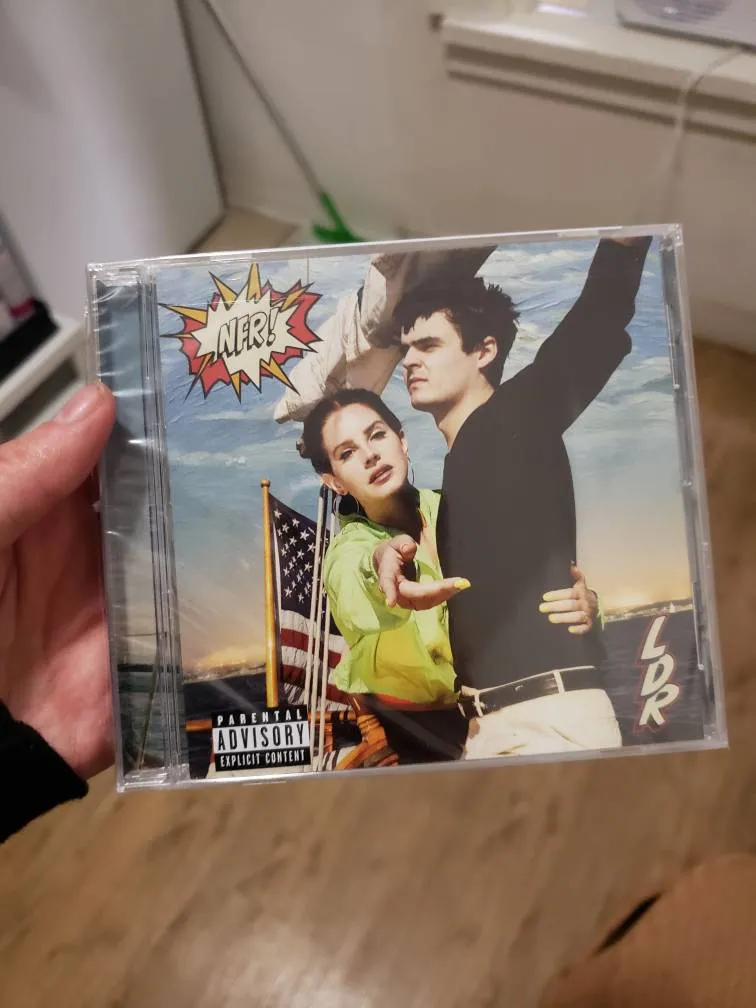 NFR!
LDR
PARENTAL
ADVISORY
EXPLICIT CONTENT